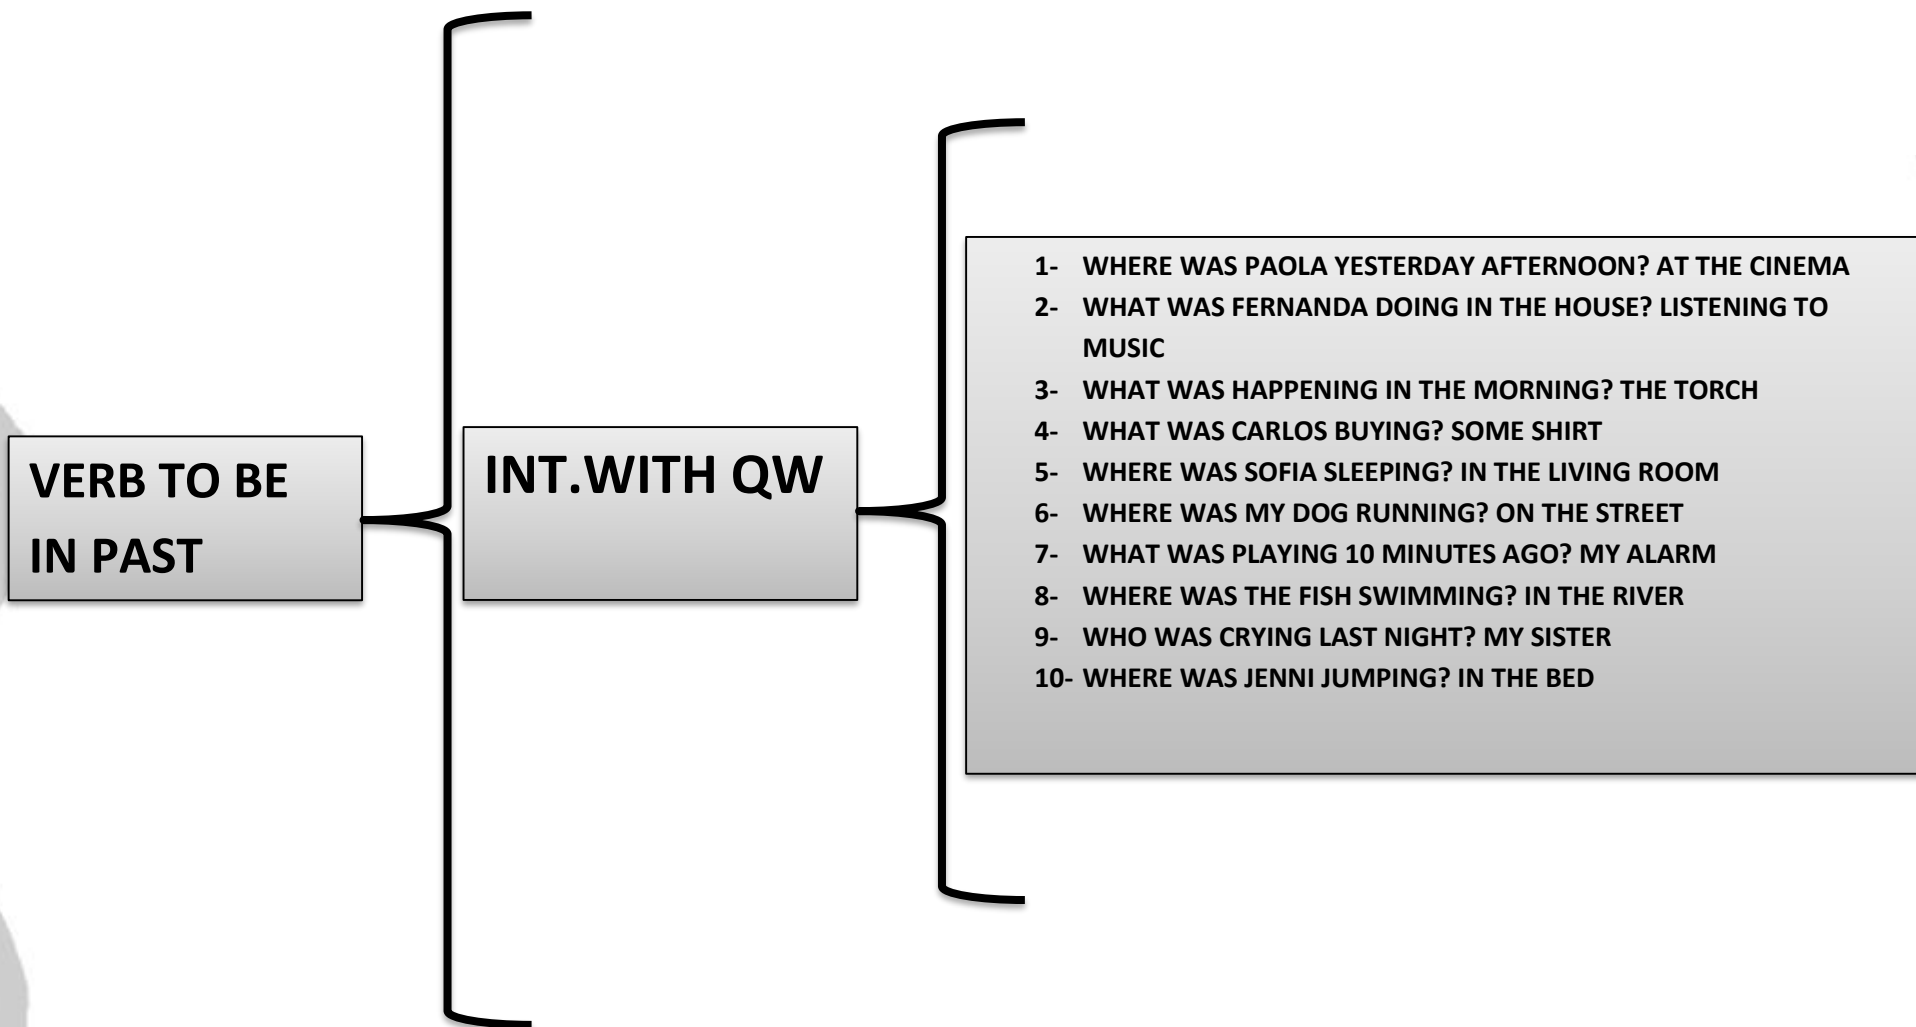 VERB TO BE
IN PAST
INT.WITH QW
1- WHERE WAS PAOLA YESTERDAY AFTERNOON? AT THE CINEMA
2- WHAT WAS FERNANDA DOING IN THE HOUSE? LISTENING TO
MUSIC
3- WHAT WAS HAPPENING IN THE MORNING? THE TORCH
4- WHAT WAS CARLOS BUYING? SOME SHIRT
5- WHERE WAS SOFIA SLEEPING? IN THE LIVING ROOM
6- WHERE WAS MY DOG RUNNING? ON THE STREET
7- WHAT WAS PLAYING 10 MINUTES AGO? MY ALARM
8- WHERE WAS THE FISH SWIMMING? IN THE RIVER
9- WHO WAS CRYING LAST NIGHT? MY SISTER
10- WHERE WAS JENNI JUMPING? IN THE BED